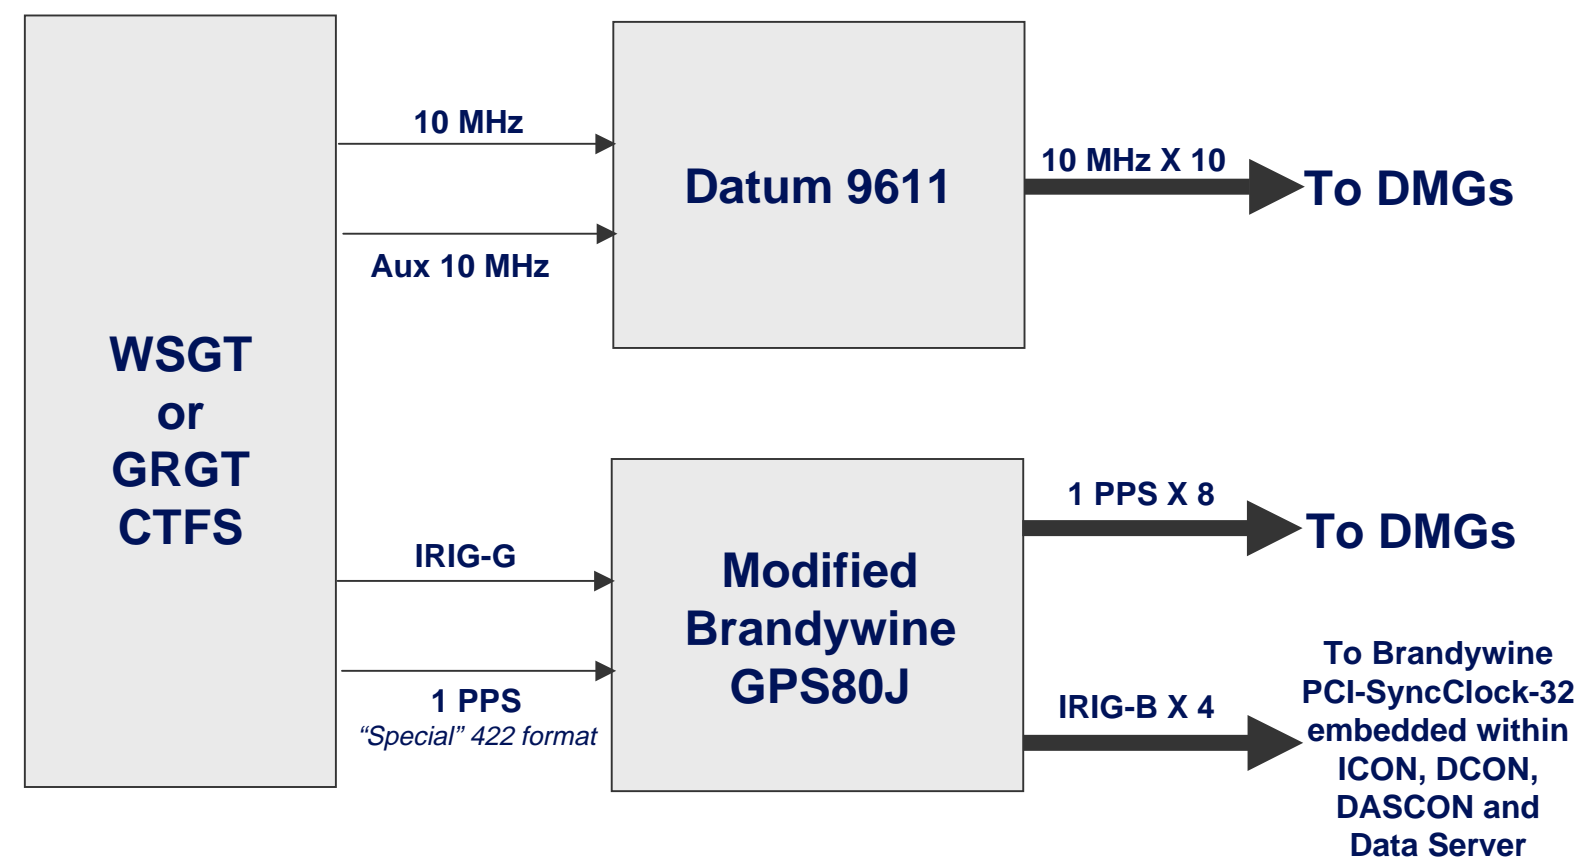 WSGT
or
GRGT
CTFS
10 MHz
Aux 10 MHz
Datum 9611
10 MHz X 10
To DMGs
IRIG-G
1 PPS
“Special” 422 format
Modified
Brandywine
GPS80J
1 PPS X 8
To DMGs
IRIG-B X 4
To Brandywine
PCI-SyncClock-32
embedded within
ICON, DCON,
DASCON and
Data Server